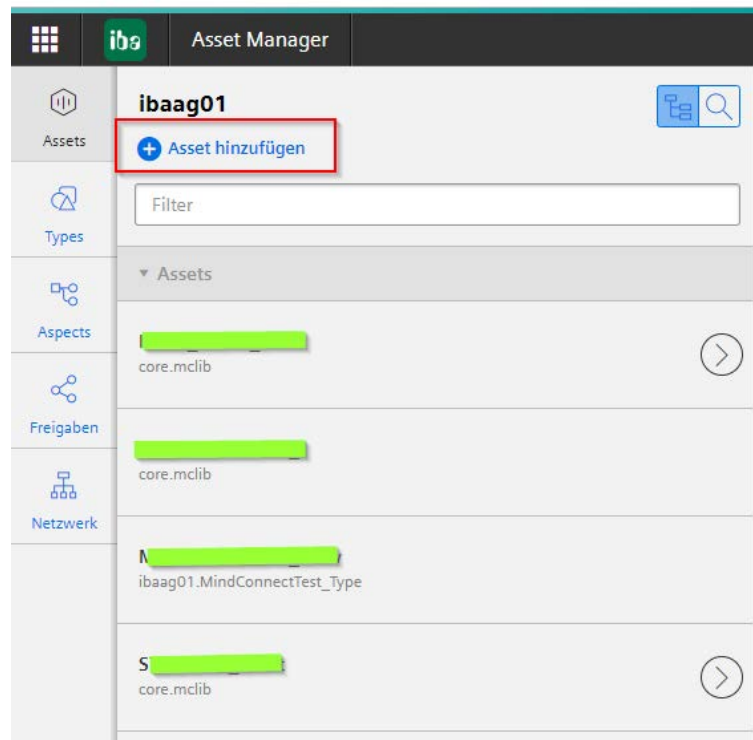 iba Asset Manager
Assets
Types
Aspects
Freigaben
Netzwerk
ibaag01
Asset hinzufügen
Filter
Assets
core.mclib
core.mclib
ibaag01.MindConnectTest_Type
core.mclib